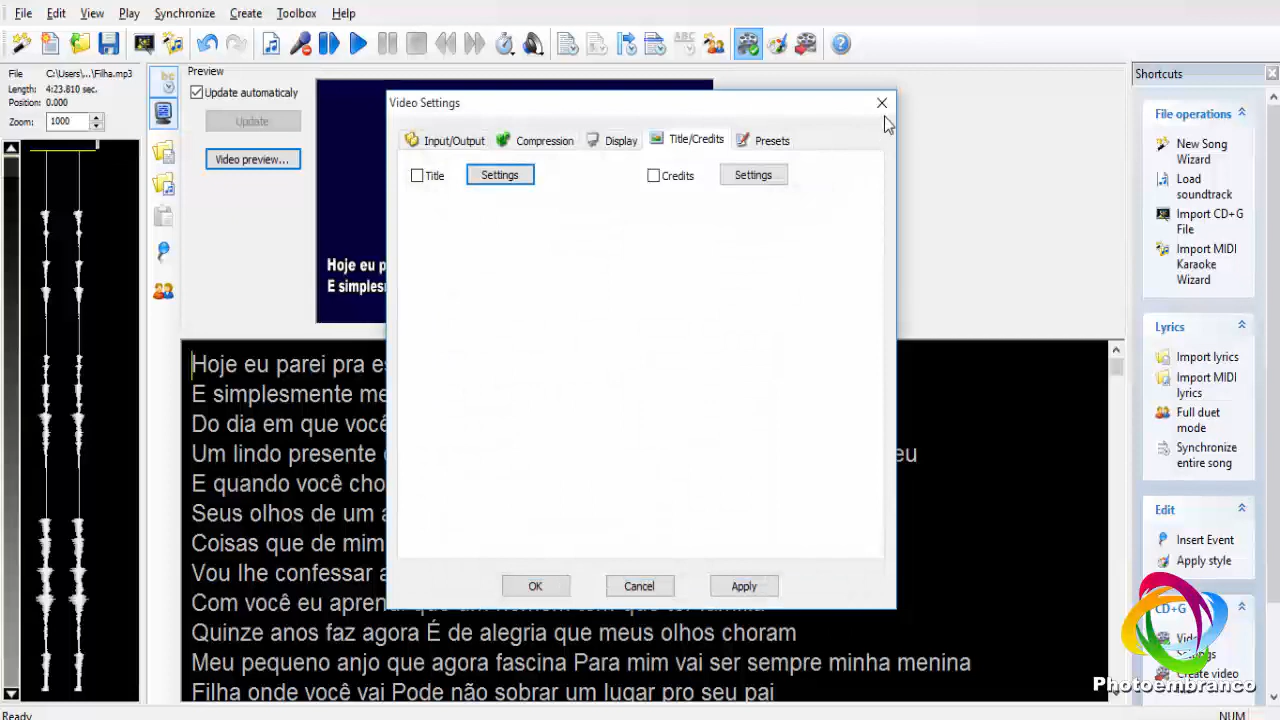 File Edit View Play Synchronize Create Toolbox Help
File C:\Users\...\Filha.mp3
Length: 4:23.810 sec.
Position: 0.000
Zoom: 1000
Preview
Update automaticaly
Update
Video preview...
Hoje eu p
E simples
Video Settings
Input/Output Compression Display Title/Credits Presets
Title Settings Credits Settings
OK Cancel Apply
Hoje eu parei pra es
E simplesmente me
Do dia em que você
Um lindo presente eu
E quando você cho
Seus olhos de um a
Coisas que de mim
Vou lhe confessar a
Com você eu
Quinze anos faz agora É de alegria que meus olhos choram
Meu pequeno anjo que agora fascina Para mim vai ser sempre minha menina
Filha onde você vai Pode não sobrar um lugar pro seu pai
Shortcuts
File operations
New Song Wizard
Load soundtrack
Import CD+G File
Import MIDI Karaoke Wizard
Lyrics
Import lyrics
Import MIDI lyrics
Full duet mode
Synchronize entire song
Edit
Insert Event
Apply style
CD+G
Create video
Photoembranco
Ready NUM